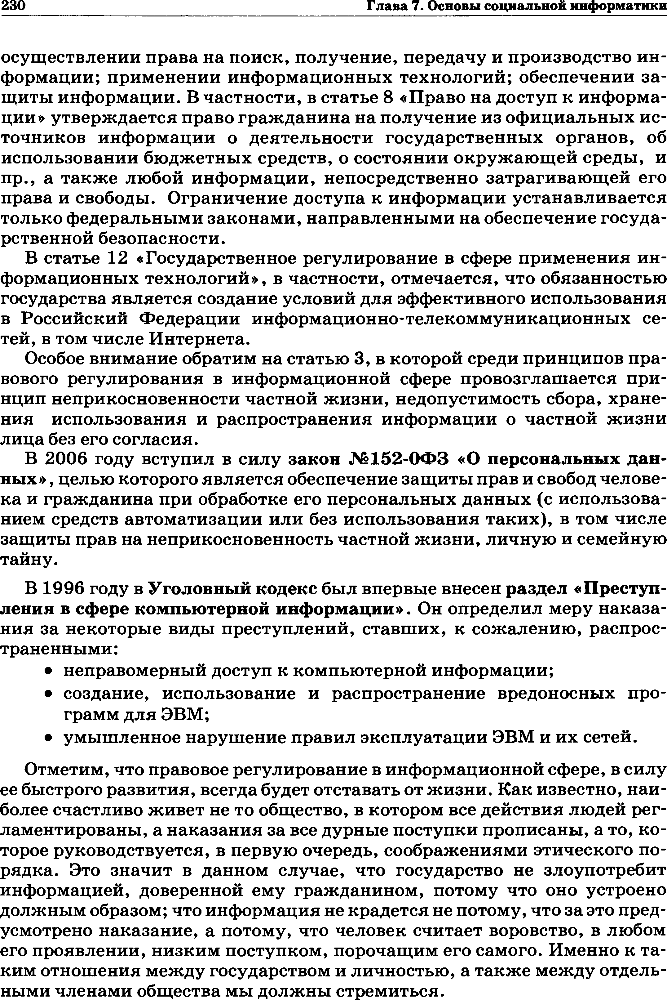 230 Глава 7. Основы социальной информатики
осуществлении права на поиск, получение, передачу и производство ин-
формации; применении информационных технологий; обеспечении за-
щиты информации. В частности, в статье 8 «Право на доступ к информа-
ции» утверждается право гражданина на получение из официальных ис-
точников информации о деятельности государственных органов, об
использовании бюджетных средств, о состоянии окружающей среды, и
пр., а также любой информации, непосредственно затрагивающей его
права и свободы. Ограничение доступа к информации устанавливается
только федеральными законами, направленными на обеспечение госуда-
рственной безопасности.
В статье 12 «Государственное регулирование в сфере применения ин-
формационных технологий», в частности, отмечается, что обязанностью
государства является создание условий для эффективного использования
в Российский Федерации информационно-телекоммуникационных се-
тей, в том числе Интернета.
Особое внимание обратим на статью 3, в которой среди принципов пра-
вового регулирования в информационной сфере провозглашается при-
нцип неприкосновенности частной жизни, недопустимость сбора, хране-
ния использования и распространения информации о частной жизни
лица без его согласия.
В 2006 году вступил в силу закон №152-0ФЗ «О персональных дан-
ных», целью которого является обеспечение защиты прав и свобод челове-
ка и гражданина при обработке его персональных данных (с использова-
нием средств автоматизации или без использования таких), в том числе
защиты прав на неприкосновенность частной жизни, личную и семейную
тайну.
В 1996 году в Уголовный кодекс был впервые внесен раздел «Преступ-
ления в сфере компьютерной информации». Он определил меру наказа-
ния за некоторые виды преступлений, ставших, к сожалению, распрос-
траненными:
• неправомерный доступ к компьютерной информации;
• создание, использование и распространение вредоносных про-
грамм для ЭВМ;
• умышленное нарушение правил эксплуатации ЭВМ и их сетей.
Отметим, что правовое регулирование в информационной сфере, в силу
ее быстрого развития, всегда будет отставать от жизни. Как известно, наи-
более счастливо живет не то общество, в котором все действия людей рег-
ламентированы, а наказания за все дурные поступки прописаны, а то, ко-
торое руководствуется, в первую очередь, соображениями этического по-
рядка. Это значит в данном случае, что государство не злоупотребит
информацией, доверенной ему гражданином, потому что оно устроено
должным образом; что информация не крадется не потому, что за это пред-
усмотрено наказание, а потому, что человек считает воровство, в любом
его проявлении, низким поступком, порочащим его самого. Именно к та-
ким отношения между государством и личностью, а также между отдель-
ными членами общества мы должны стремиться.